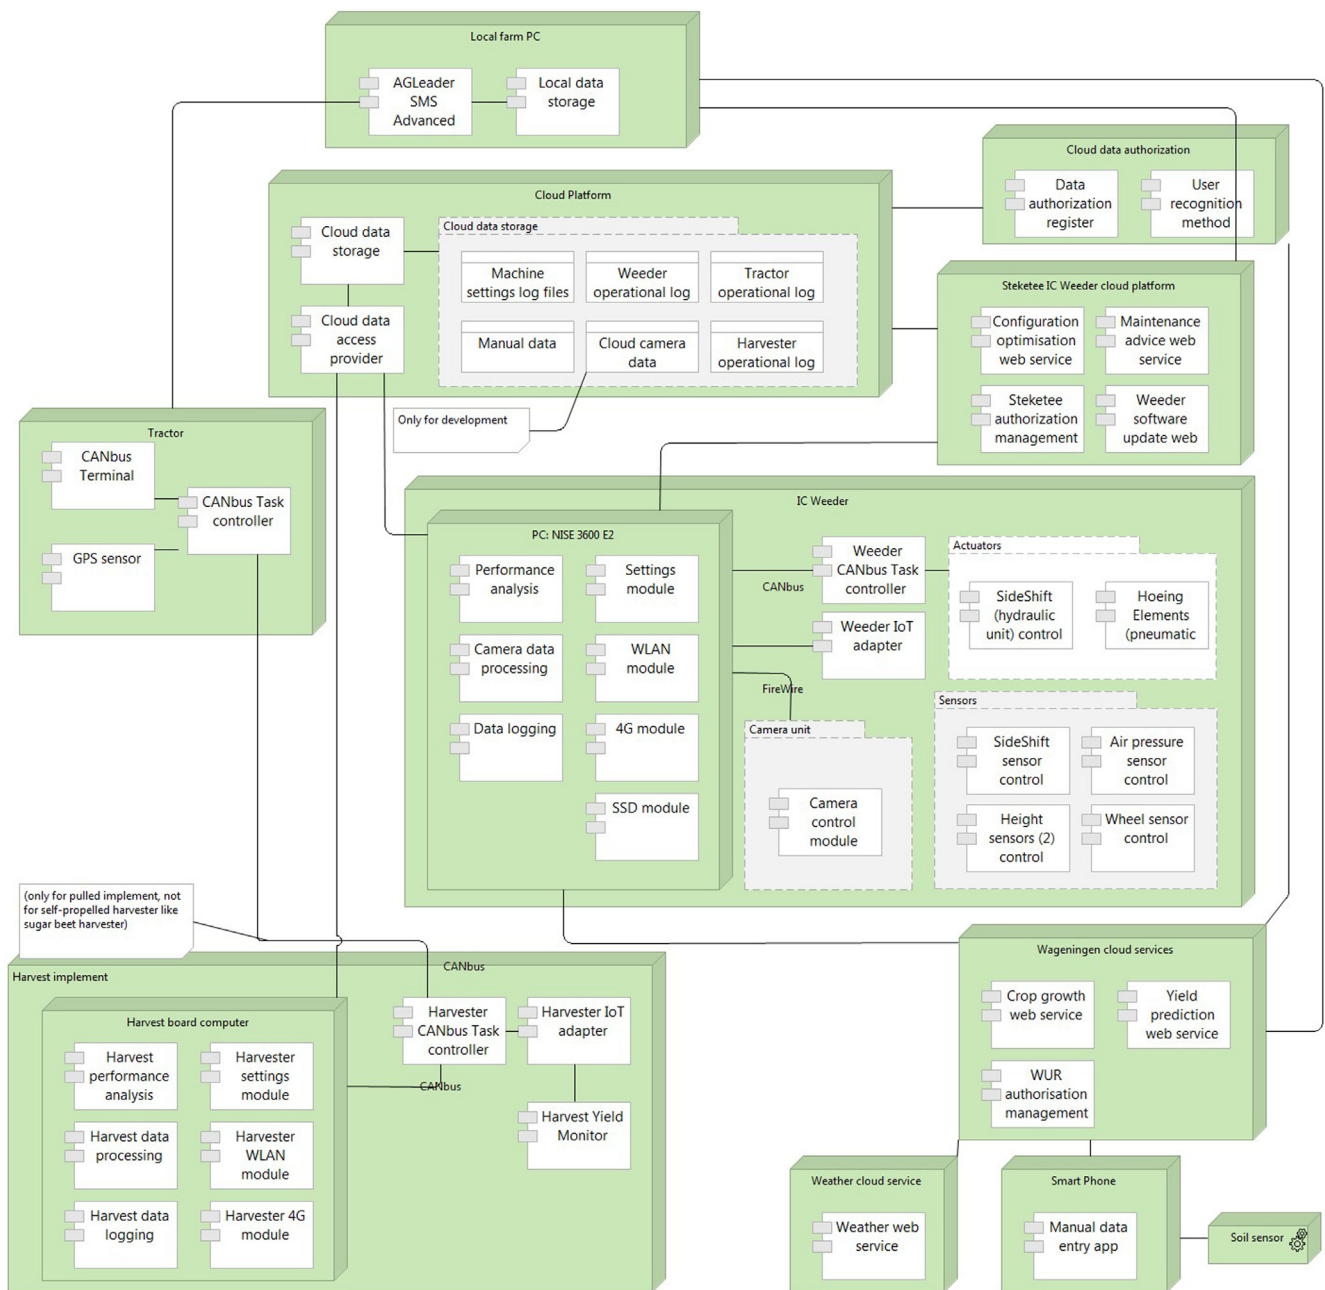 Local farm PC
AGLeader
SMS
Advanced
Local data
storage
Cloud data authorization
Data
authorization
register
User
recognition
method
Cloud Platform
Cloud data
storage
Cloud data
access
provider
Cloud data storage
Machine
settings log files
Weeder
operational log
Tractor
operational log
Manual data
Cloud camera
data
Harvester
operational log
Only for development
Steketee IC Weeder cloud platform
Configuration
optimisation
web service
Maintenance
advice web
service
Steketee
authorization
management
Weeder
software
update web
Tractor
CANbus
Terminal
CANbus Task
controller
GPS sensor
IC Weeder
PC: NISE 3600 E2
Performance
analysis
Settings
module
Camera data
processing
WLAN
module
Data logging
4G module
SSD module
CANbus
Weeder
CANbus Task
controller
Weeder IoT
adapter
FireWire
Camera unit
Camera
control
module
Actuators
SideShift
(hydraulic
unit) control
Hoeing
Elements
(pneumatic
Sensors
SideShift
sensor
control
Air pressure
sensor
control
Height
sensors (2)
control
Wheel sensor
control
(only for pulled implement, not
for self-propelled harvester like
sugar beet harvester)
Harvest implement
CANbus
Harvest board computer
Harvest
performance
analysis
Harvester
settings
module
Harvest data
processing
Harvester
WLAN
module
Harvest data
logging
Harvester 4G
module
Harvester
CANbus Task
controller
CANbus
Harvester IoT
adapter
Harvest Yield
Monitor
Wageningen cloud services
Crop growth
web service
Yield
prediction
web service
WUR
authorisation
management
Weather cloud service
Weather web
service
Smart Phone
Manual data
entry app
Soil sensor